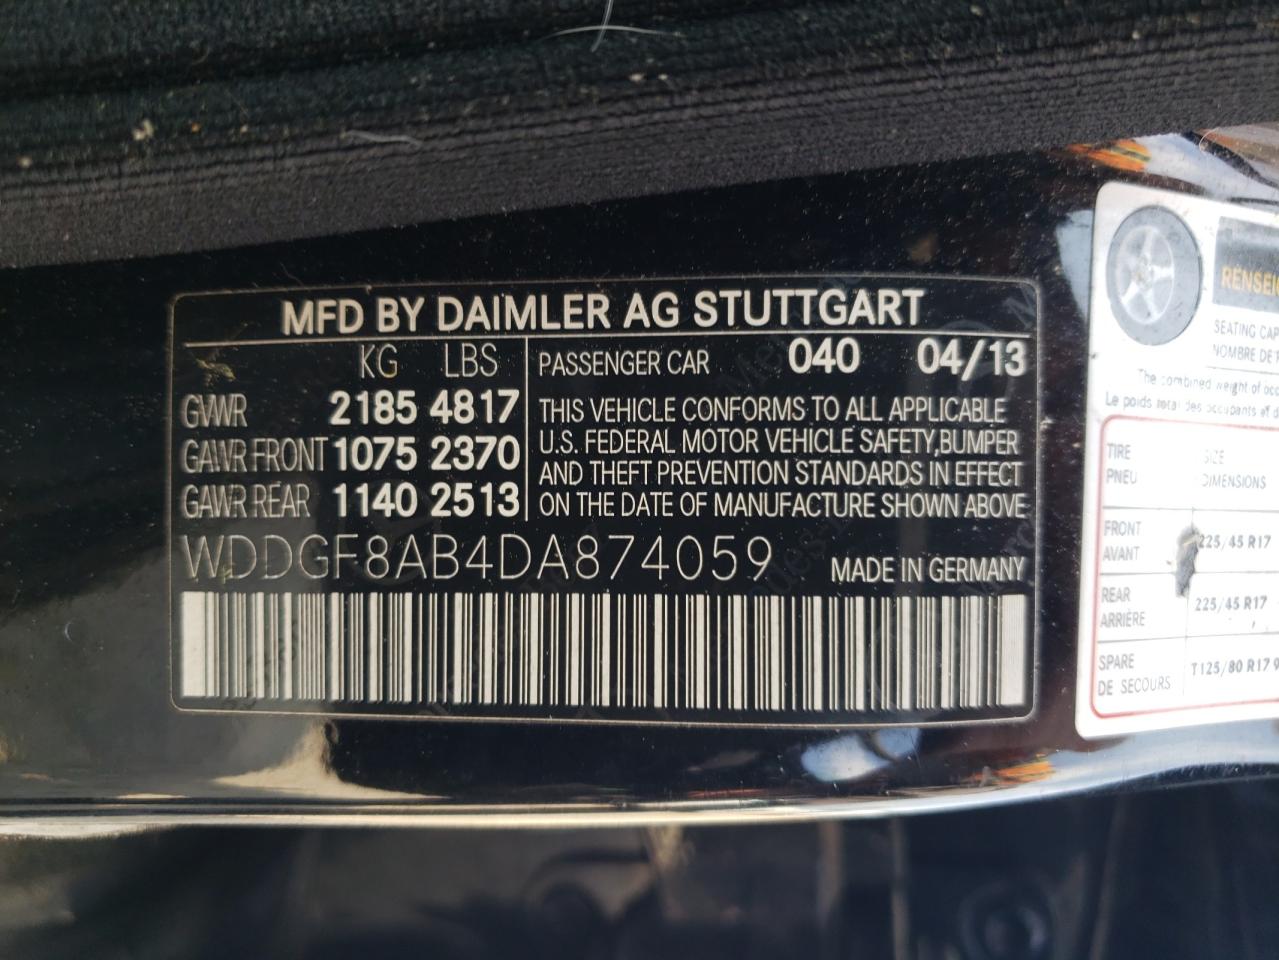 MFD BY DAIMLER AG STUTTGART
KG LBS
GVWR 2185 4817
GAWR FRONT 1075 2370
GAWR REAR 1140 2513
PASSENGER CAR 040 04/13
THIS VEHICLE CONFORMS TO ALL APPLICABLE
U.S. FEDERAL MOTOR VEHICLE SAFETY,BUMPER
AND THEFT PREVENTION STANDARDS IN EFFECT
ON THE DATE OF MANUFACTURE SHOWN ABOVE
WDDGF8AB4DA874059 MADE IN GERMANY
SEATING
NOMBRE DE
The combined weight of
Le poids total des occupants et
TIRE SIZE
PNEU DIMENSIONS
FRONT
AVANT
225/45 R17
REAR
ARRIÈRE
225/45 R17
SPARE
DE SECOURS
T125/80 R17